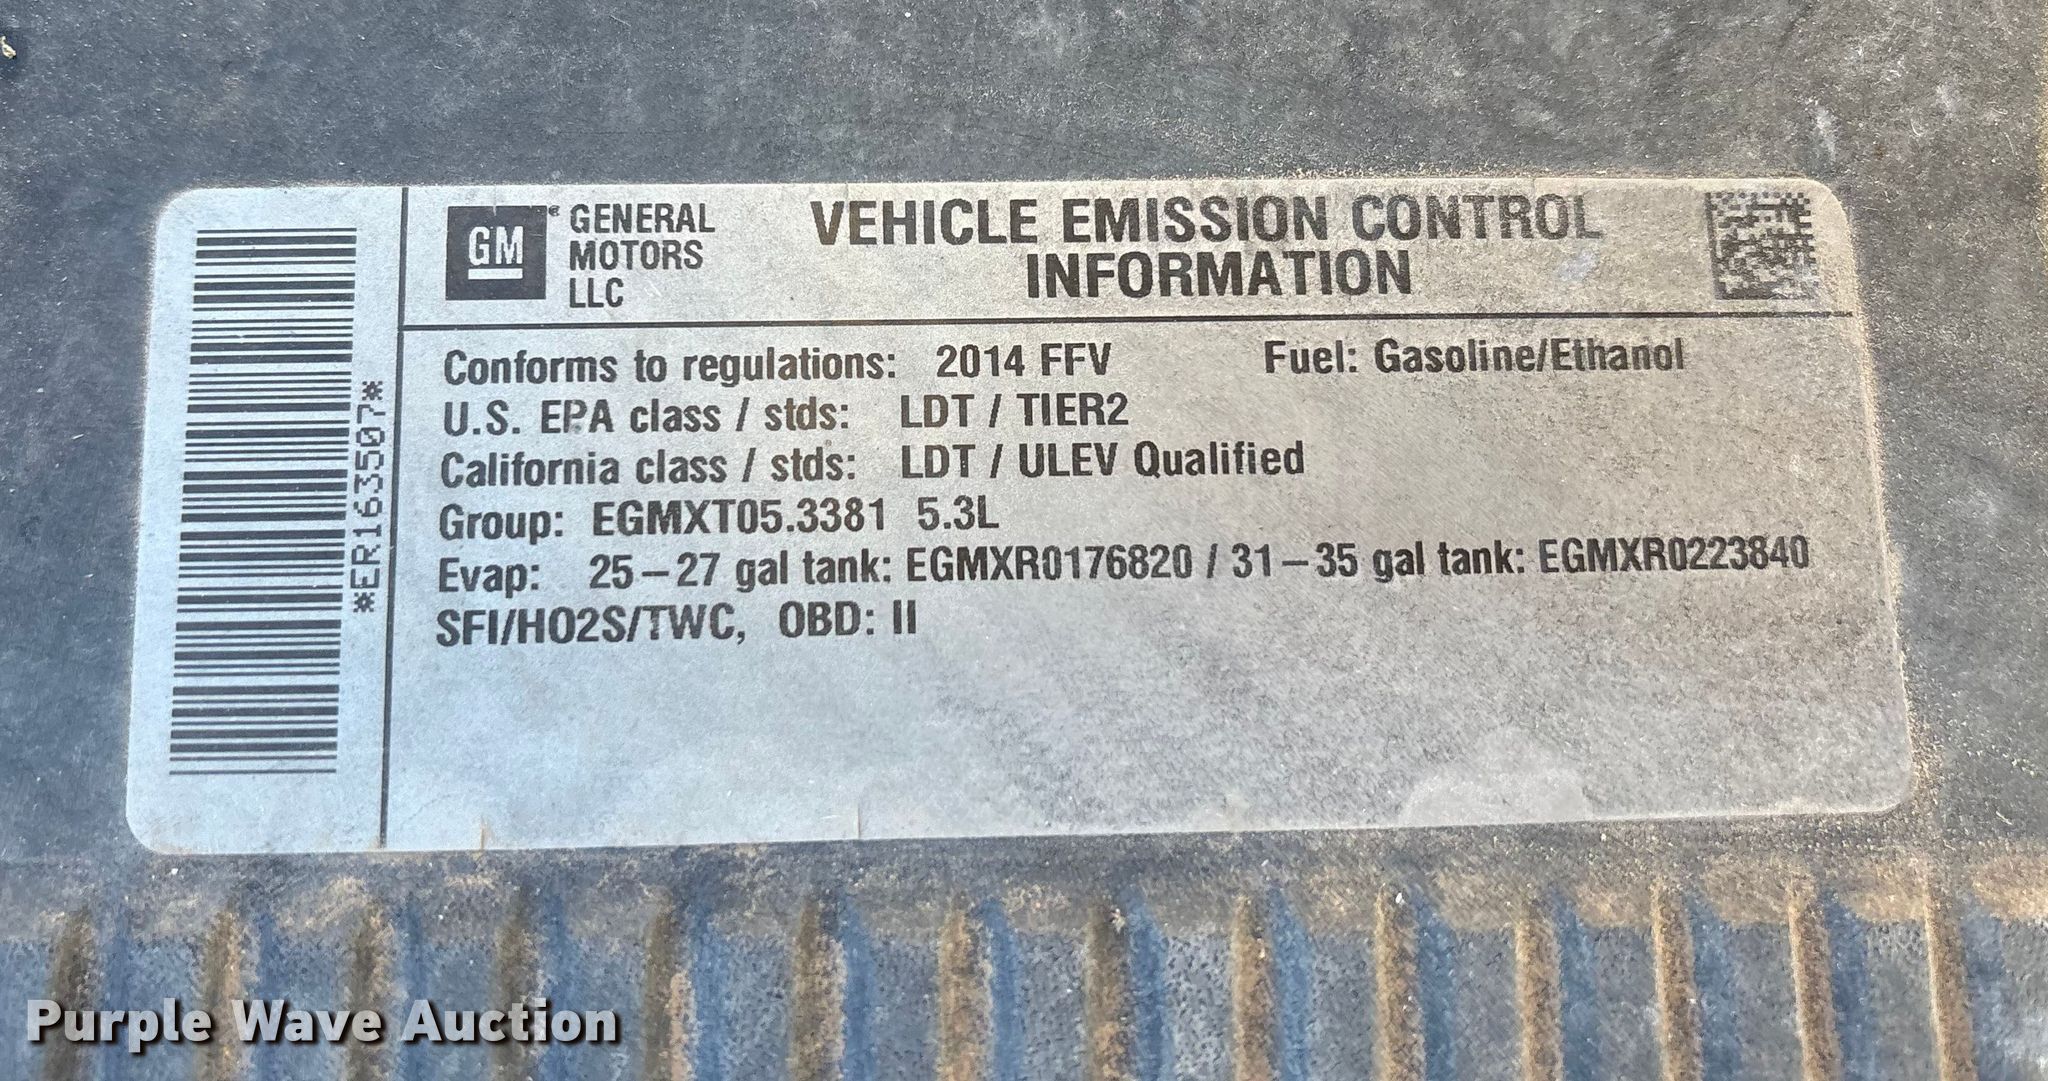 GM
GENERAL
MOTORS
LLC
VEHICLE EMISSION CONTROL
INFORMATION
*ER163507*
Conforms to regulations: 2014 FFV Fuel: Gasoline/Ethanol
U.S. EPA class / stds: LDT / TIER2
California class / stds: LDT / ULEV Qualified
Group: EGMXT05.3381 5.3L
Evap: 25–27 gal tank: EGMXR0176820 / 31–35 gal tank: EGMXR0223840
SFI/HO2S/TWC, OBD: II
Purple Wave Auction